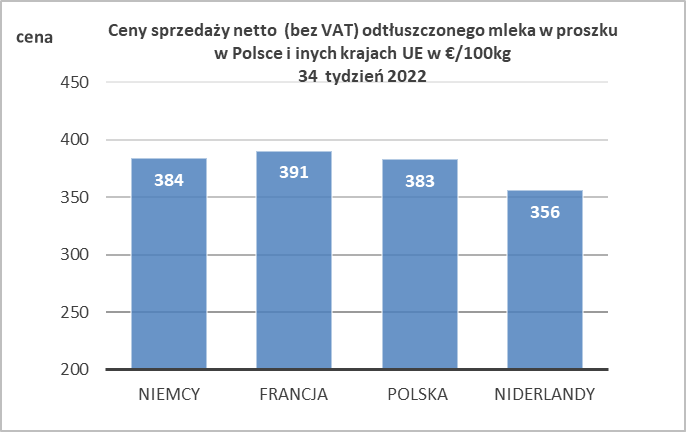 cena
Ceny sprzedaży netto (bez VAT) odtłuszczonego mleka w proszku
w Polsce i inych krajach UE w €/100kg
34 tydzień 2022
450
400
350
300
250
200
384
391
383
356
NIEMCY
FRANCJA
POLSKA
NIDERLANDY